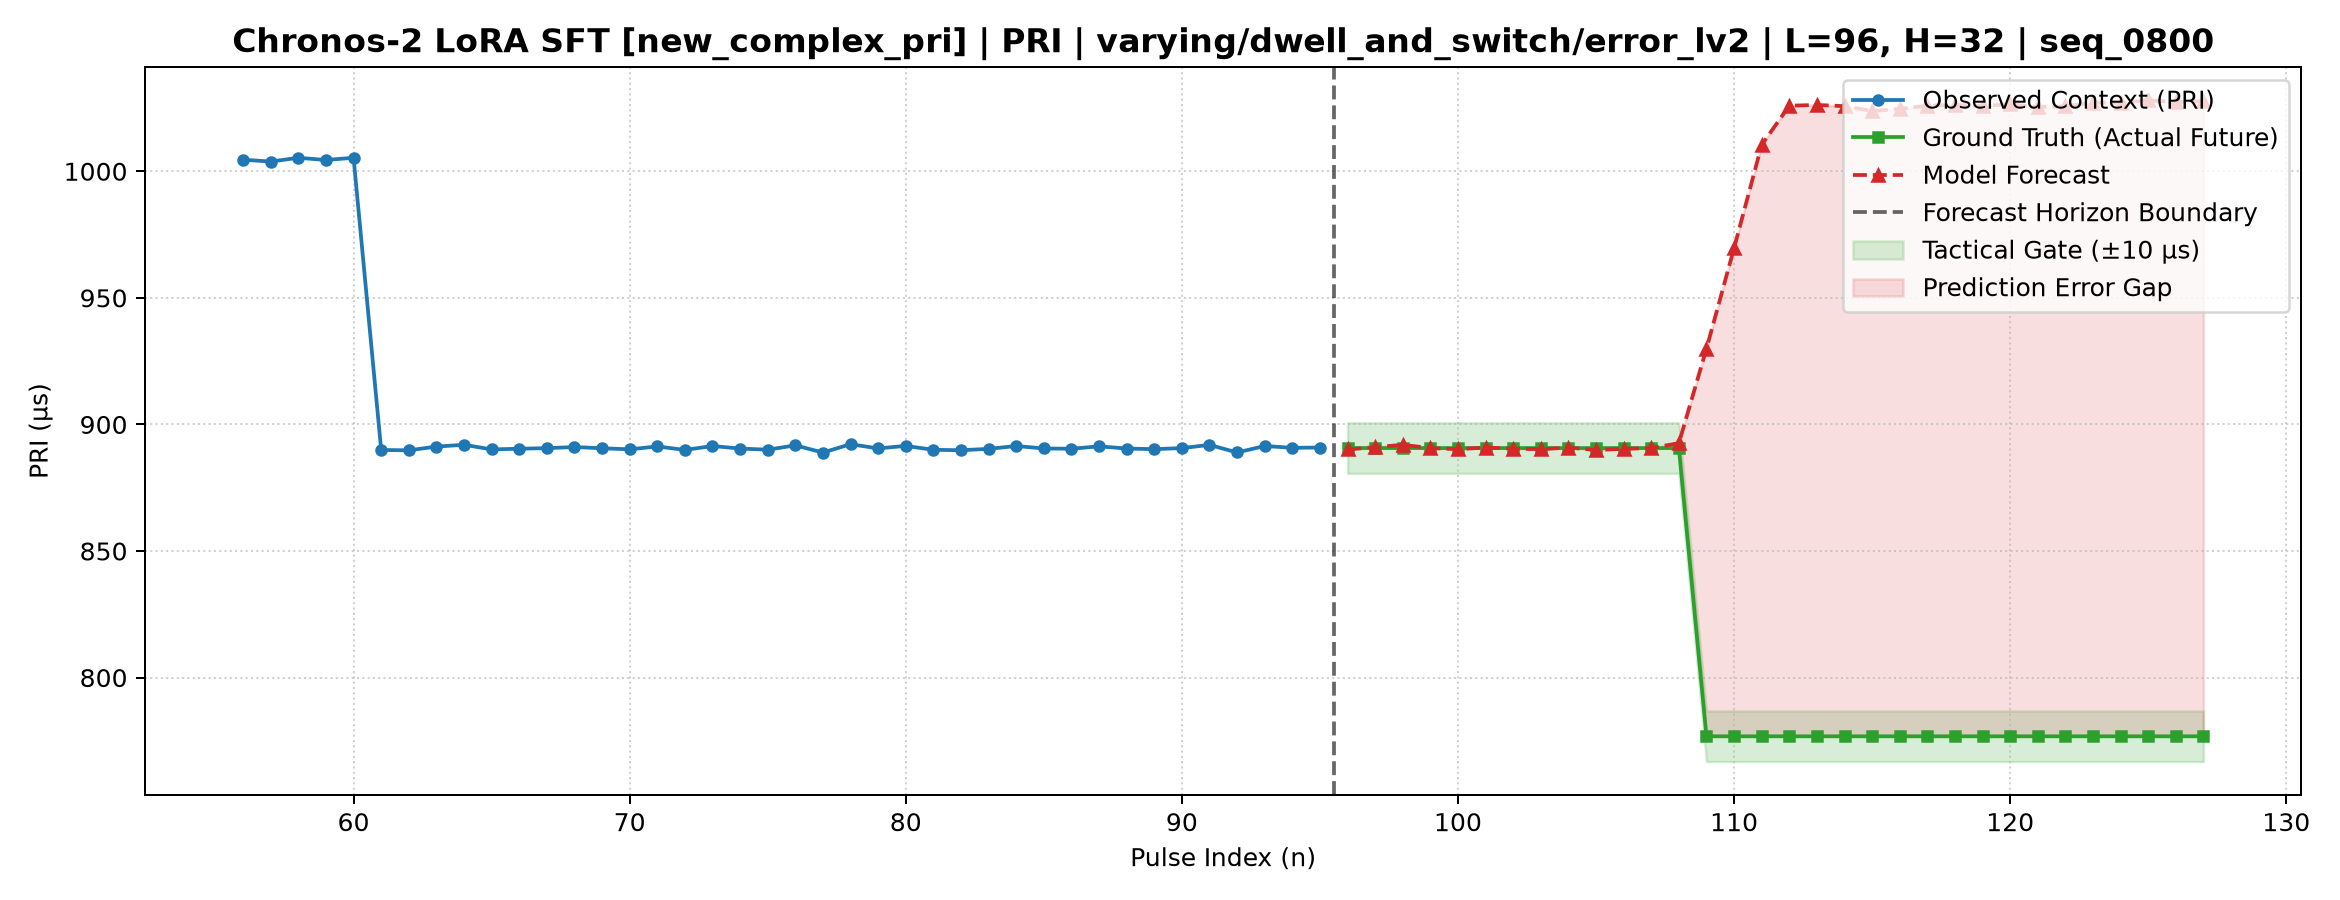 Chronos-2 LoRA SFT [new_complex_pri] | PRI | varying/dwell_and_switch/error_lv2 | L=96, H=32 | seq_0800
PRI (µs)
1000
950
900
850
800
Observed Context (PRI)
Ground Truth (Actual Future)
Model Forecast
Forecast Horizon Boundary
Tactical Gate (±10 µs)
Prediction Error Gap
60 70 80 90 100 110 120 130
Pulse Index (n)